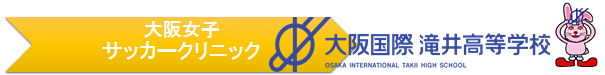 大阪女子
サッカークリニック
大阪国際 滝井高等学校
OSAKA INTERNATIONAL TAKII HIGH SCHOOL